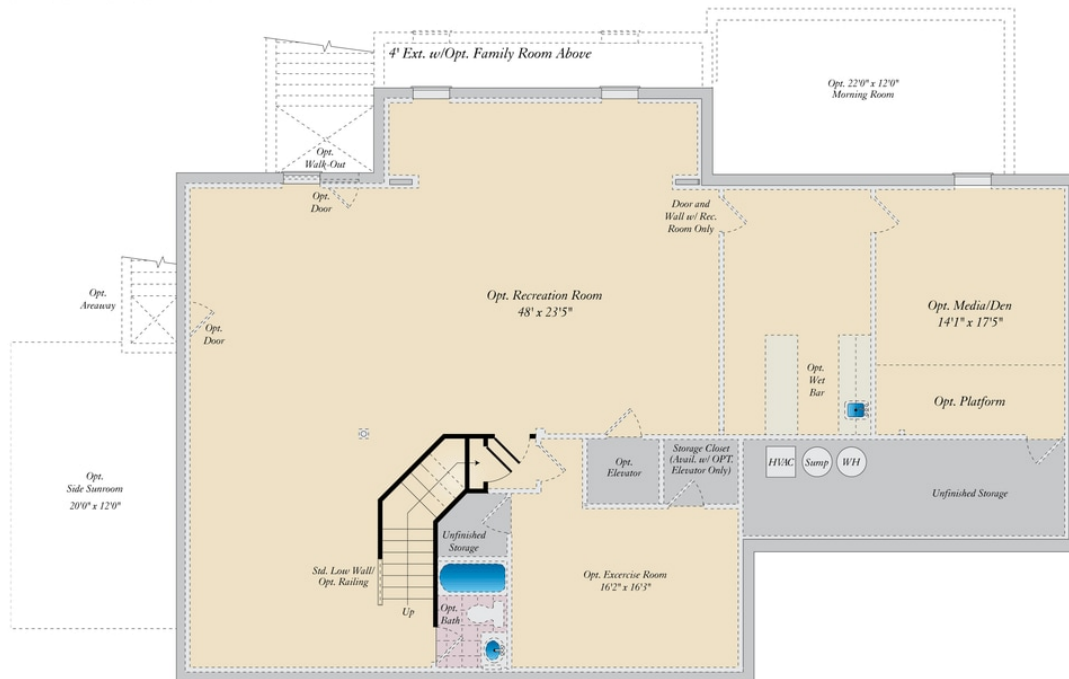 4' Ext. w/Opt. Family Room Above
Opt. 22'0" x 12'0"
Morning Room
Opt.
Walk-Out
Opt.
Door
Door and
Wall w/ Rec.
Room Only
Opt.
Areaway
Opt.
Door
Opt. Recreation Room
48' x 23'5"
Opt. Media/Den
14'1" x 17'5"
Opt.
Wet
Bar
Opt. Platform
Opt.
Elevator
Storage Closet
(Avail. w/ OPT.
Elevator Only)
HVAC
Sump
WH
Unfinished Storage
Opt.
Side Sunroom
20'0" x 12'0"
Unfinished
Storage
Std. Low Wall/
Opt. Railing
Up
Opt.
Bath
Opt. Excercise Room
16'2" x 16'3"